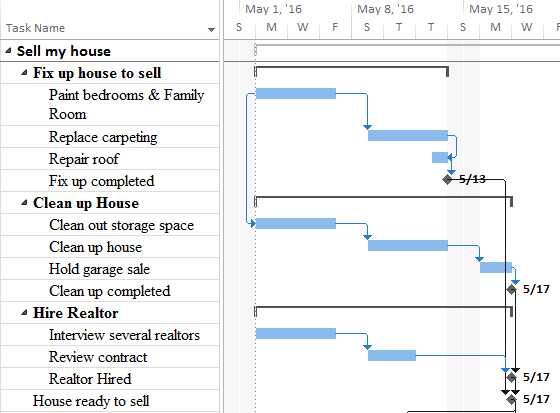 May 1, '16 May 8, '16 May 15, '16
Task Name S M W F S T T S M W F
Sell my house
Fix up house to sell
Paint bedrooms & Family
Room
Replace carpeting
Repair roof
Fix up completed 5/13
Clean up House
Clean out storage space
Clean up house
Hold garage sale
Clean up completed 5/17
Hire Realtor
Interview several realtors
Review contract
Realtor Hired 5/17
House ready to sell 5/17